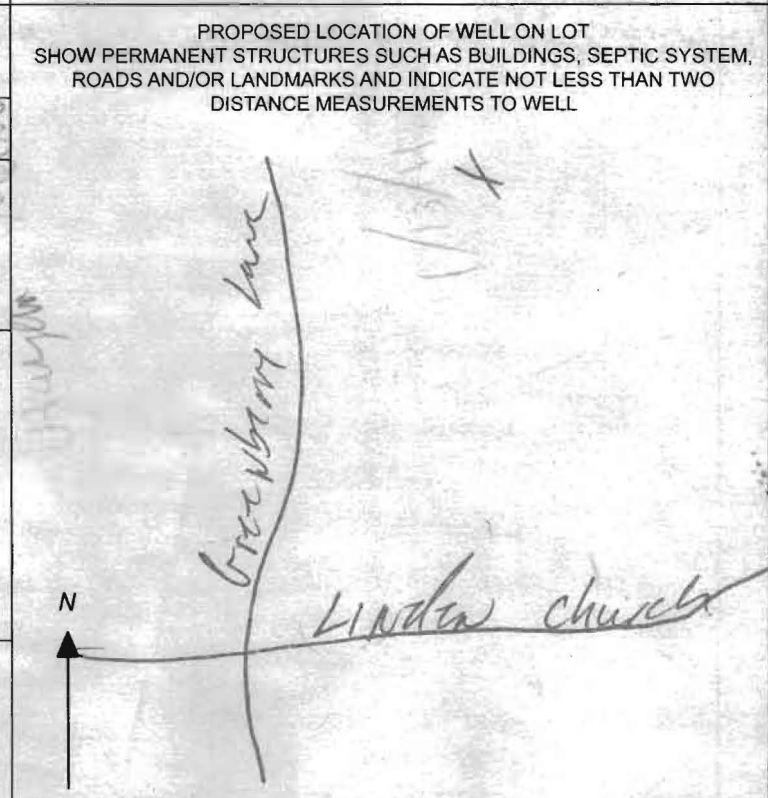 PROPOSED LOCATION OF WELL ON LOT
SHOW PERMANENT STRUCTURES SUCH AS BUILDINGS, SEPTIC SYSTEM,
ROADS AND/OR LANDMARKS AND INDICATE NOT LESS THAN TWO
DISTANCE MEASUREMENTS TO WELL
X
Greenberry Lane
N
Linden Church